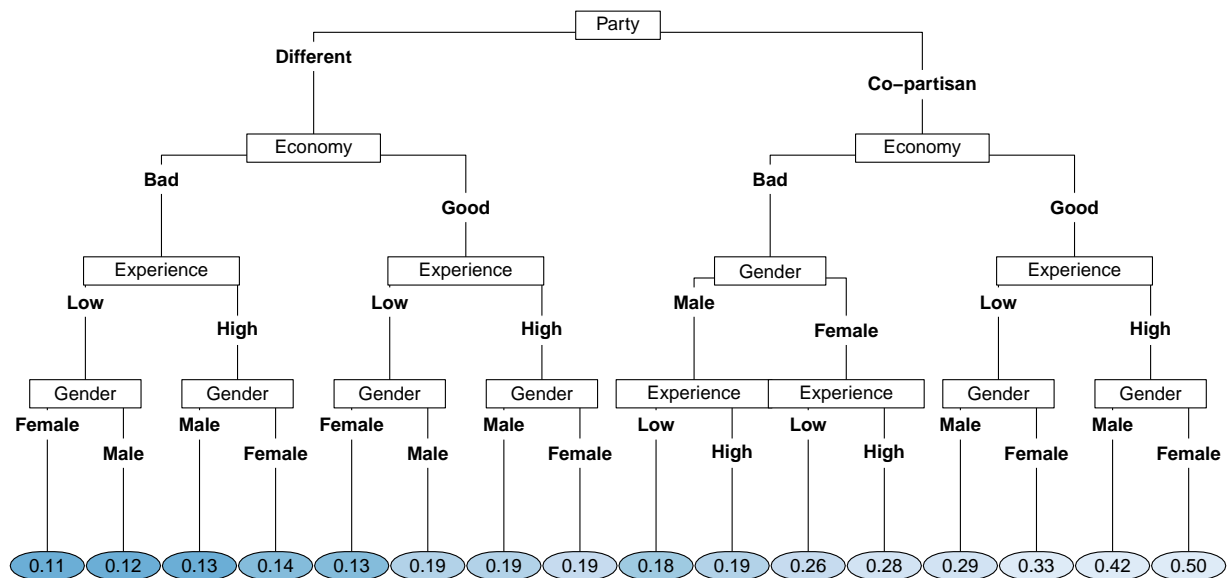 Party
Different
Co−partisan
Economy Economy
Bad Bad
Good Good
Experience Experience Gender Experience
Low Low Male Low
High High Female High
Gender Gender Gender Gender Experience Experience Gender Gender
Female Male Female Male Low Low Male Male
Male Female Male Female High High Female Female
0.11 0.12 0.13 0.14 0.13 0.19 0.19 0.19 0.18 0.19 0.26 0.28 0.29 0.33 0.42 0.50